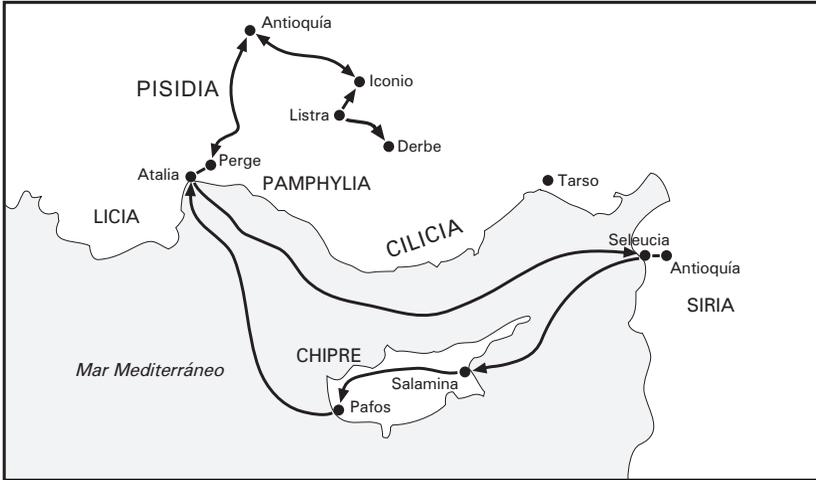 Antioquía
PISIDIA
Iconio
Listra
Derbe
Perge
Atalia
PAMPHYLIA
Tarso
LICIA
CILICIA
Seleucia
Antioquía
SIRIA
CHIPRE
Mar Mediterráneo
Salamina
Pafos